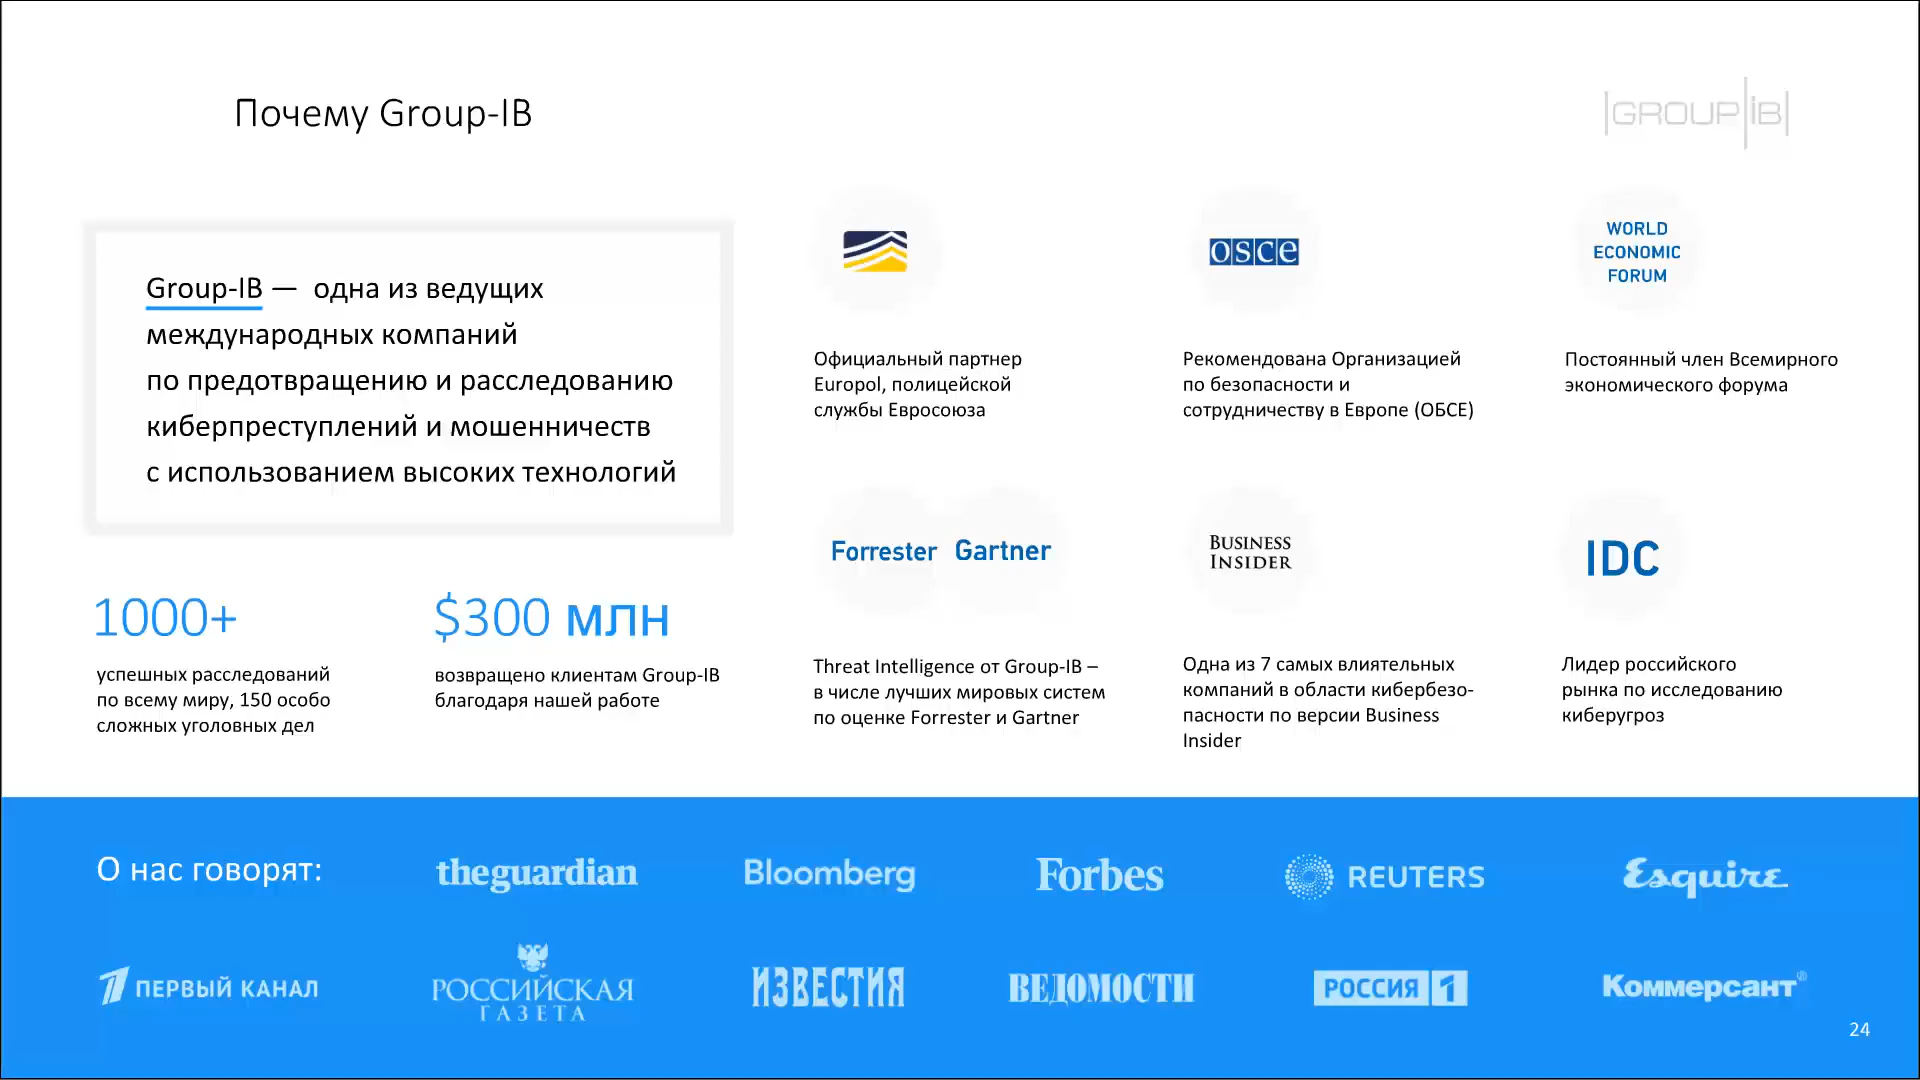 Почему Group-IB
|GROUP|iB|
Group-IB — одна из ведущих
международных компаний
по предотвращению и расследованию
киберпреступлений и мошенничеств
с использованием высоких технологий
1000+
успешных расследований
по всему миру, 150 особо
сложных уголовных дел
$300 млн
возвращено клиентам Group-IB
благодаря нашей работе
Официальный партнер
Europol, полицейской
службы Евросоюза
osce
Рекомендована Организацией
по безопасности и
сотрудничеству в Европе (ОБСЕ)
WORLD
ECONOMIC
FORUM
Постоянный член Всемирного
экономического форума
Forrester Gartner
Threat Intelligence от Group-IB –
в числе лучших мировых систем
по оценке Forrester и Gartner
BUSINESS
INSIDER
Одна из 7 самых влиятельных
компаний в области кибербезо-
пасности по версии Business
Insider
IDC
Лидер российского
рынка по исследованию
киберугроз
О нас говорят:
theguardian
Bloomberg
Forbes
REUTERS
Esquire
1 ПЕРВЫЙ КАНАЛ
РОССИЙСКАЯ
ГАЗЕТА
ИЗВЕСТИЯ
ВЕДОМОСТИ
РОССИЯ 1
Коммерсантъ®
24